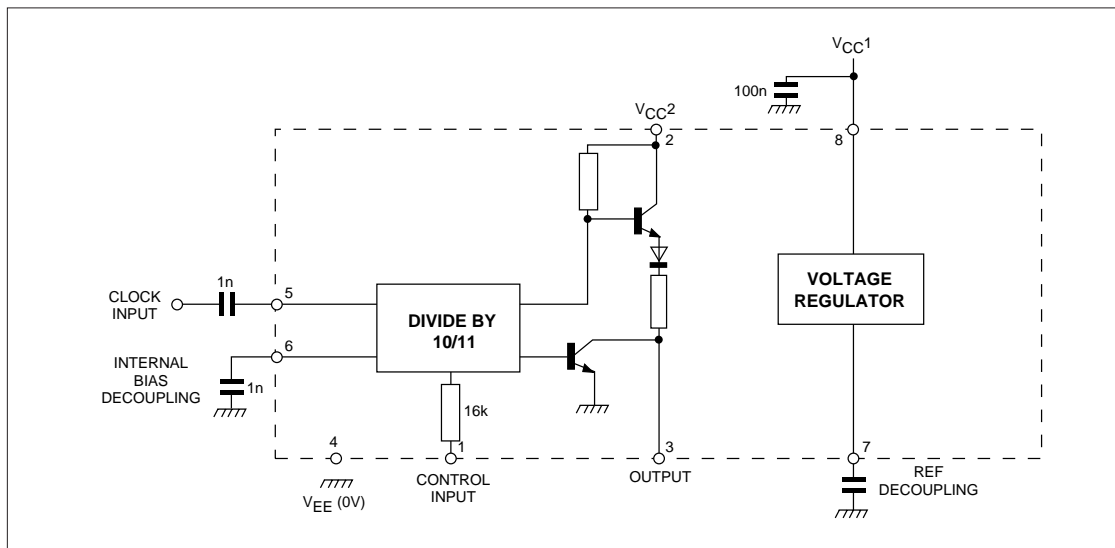 VCC1
100n
VCC2
2
8
1n
CLOCK
INPUT
5
DIVIDE BY
10/11
VOLTAGE
REGULATOR
6
INTERNAL
BIAS
DECOUPLING
1n
16k
4
1
3
7
VEE (0V)
CONTROL
INPUT
OUTPUT
REF
DECOUPLING